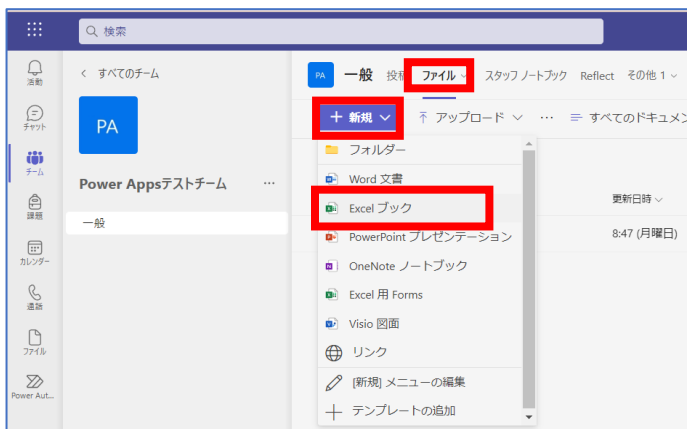 検索
活動
チャット
チーム
課題
カレンダー
通話
ファイル
Power Aut...
すべてのチーム
PA
Power Appsテストチーム ...
一般
PA 一般 投稿 ファイル スタッフ ノートブック Reflect その他 1
+ 新規 アップロード ... すべてのドキュメン
フォルダー
Word 文書
Excel ブック
PowerPoint プレゼンテーション
OneNote ノートブック
Excel 用 Forms
Visio 図面
リンク
[新規] メニューの編集
テンプレートの追加
更新日時
8:47 (月曜日)